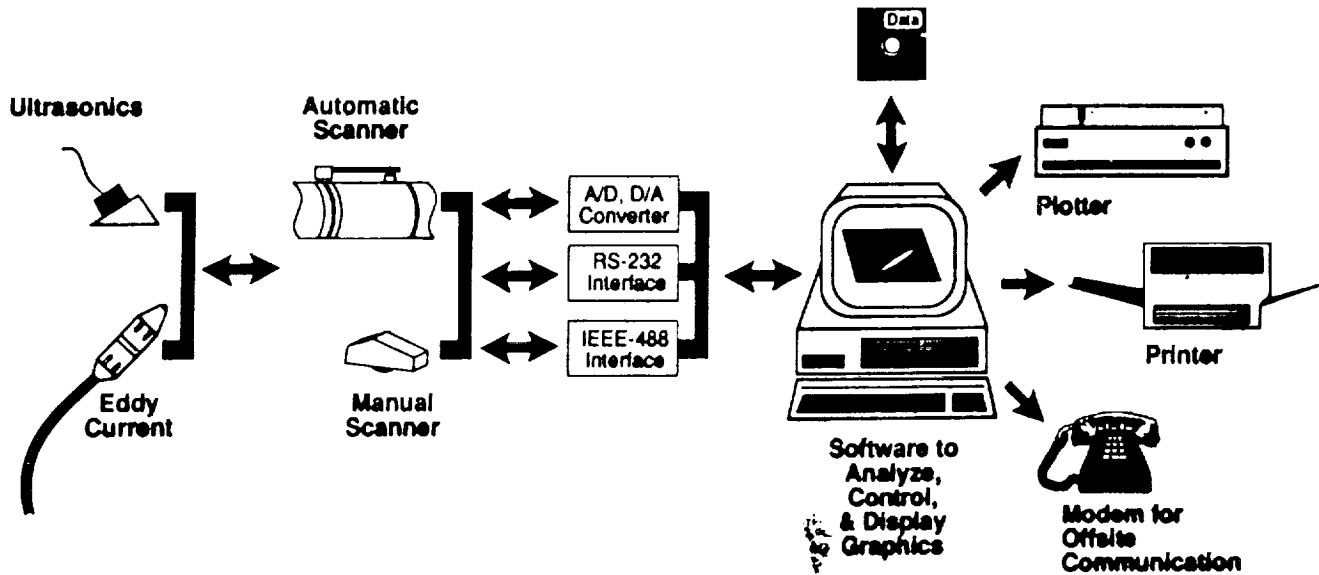 Data
Ultrasonics
Automatic
Scanner
A/D, D/A
Converter
RS-232
Interface
IEEE-488
Interface
Eddy
Current
Manual
Scanner
Plotter
Printer
Software to
Analyze,
Control,
& Display
Graphics
Modem for
Offsite
Communication